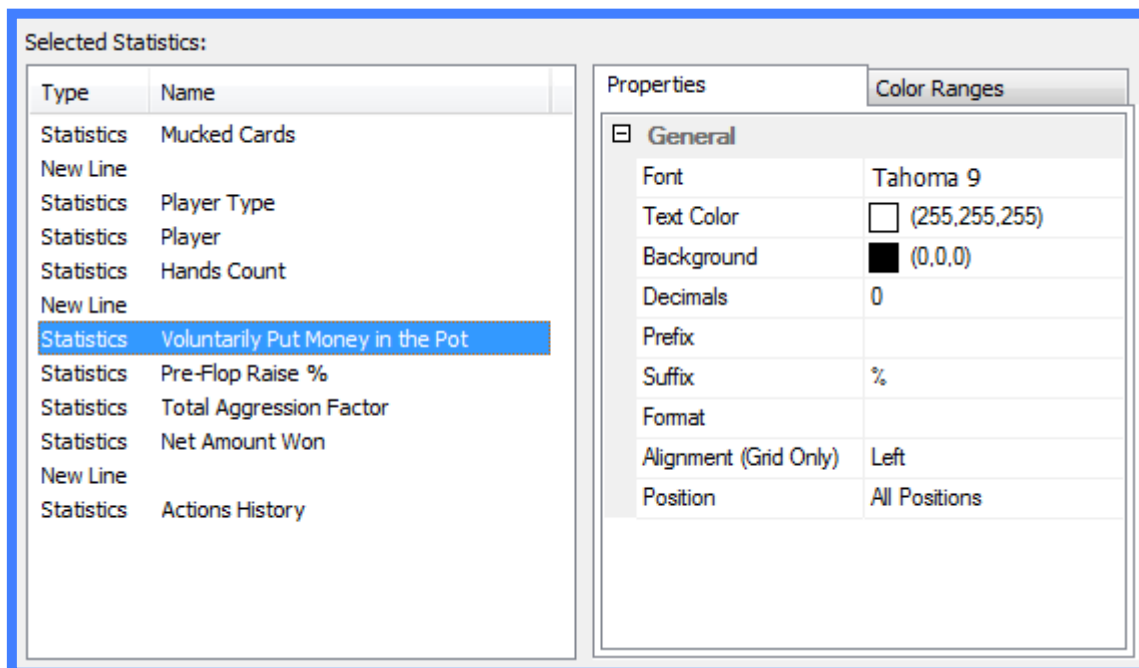 Selected Statistics:
Type Name
Statistics Mucked Cards
New Line
Statistics Player Type
Statistics Player
Statistics Hands Count
New Line
Statistics Voluntarily Put Money in the Pot
Statistics Pre-Flop Raise %
Statistics Total Aggression Factor
Statistics Net Amount Won
New Line
Statistics Actions History
Properties Color Ranges
General
Font Tahoma 9
Text Color (255,255,255)
Background (0,0,0)
Decimals 0
Prefix
Suffix %
Format
Alignment (Grid Only) Left
Position All Positions